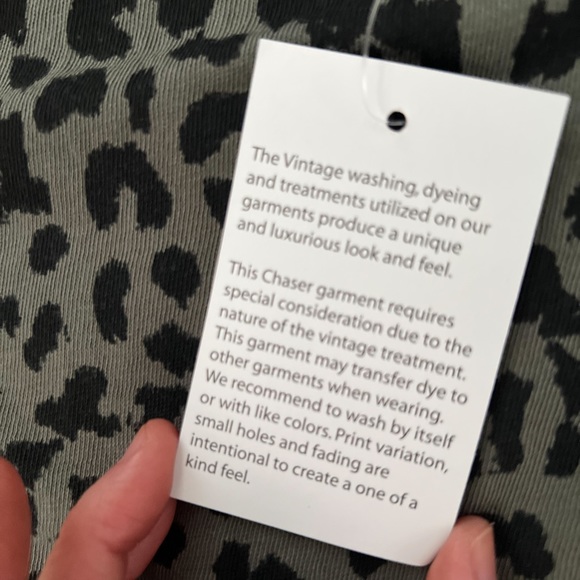 The Vintage washing, dyeing
and treatments utilized on our
garments produce a unique
and luxurious look and feel.
This Chaser garment requires
special consideration due to the
nature of the vintage treatment.
This garment may transfer dye to
other garments when wearing.
We recommend to wash by itself
or with like colors. Print variation,
small holes and fading are
intentional to create a one of a
kind feel.